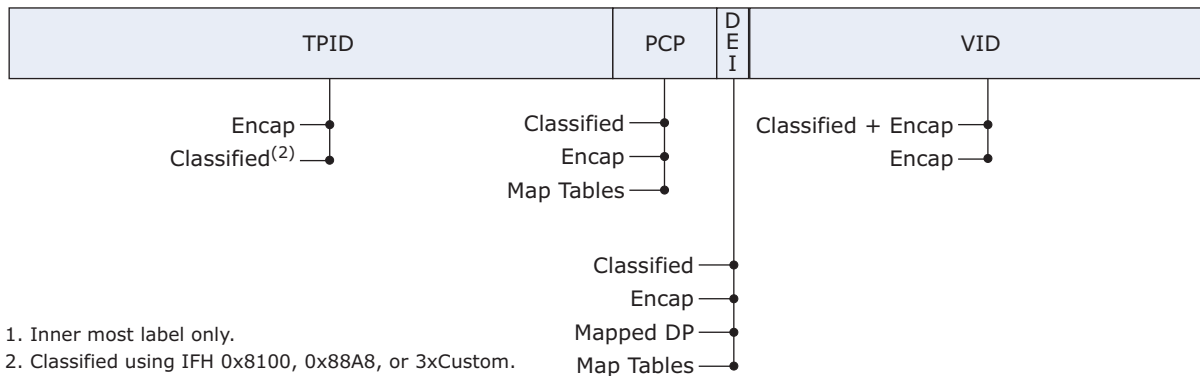 TPID
PCP
D
E
I
VID
Encap
Classified(2)
Classified
Encap
Map Tables
Classified + Encap
Encap
Classified
Encap
Mapped DP
Map Tables
1. Inner most label only.
2. Classified using IFH 0x8100, 0x88A8, or 3xCustom.